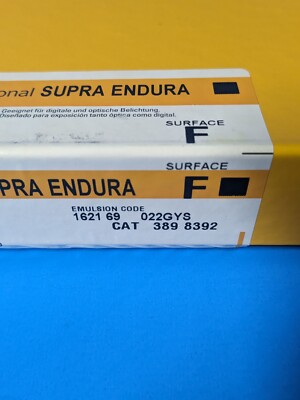 onal SUPRA ENDURA
Geeignet für digitale und optische Belichtung.
Diseñado para exposición tanto óptica como digital.
SURFACE
F
SURFACE
PRA ENDURA F
EMULSION CODE
1621 69 022GYS
CAT 389 8392